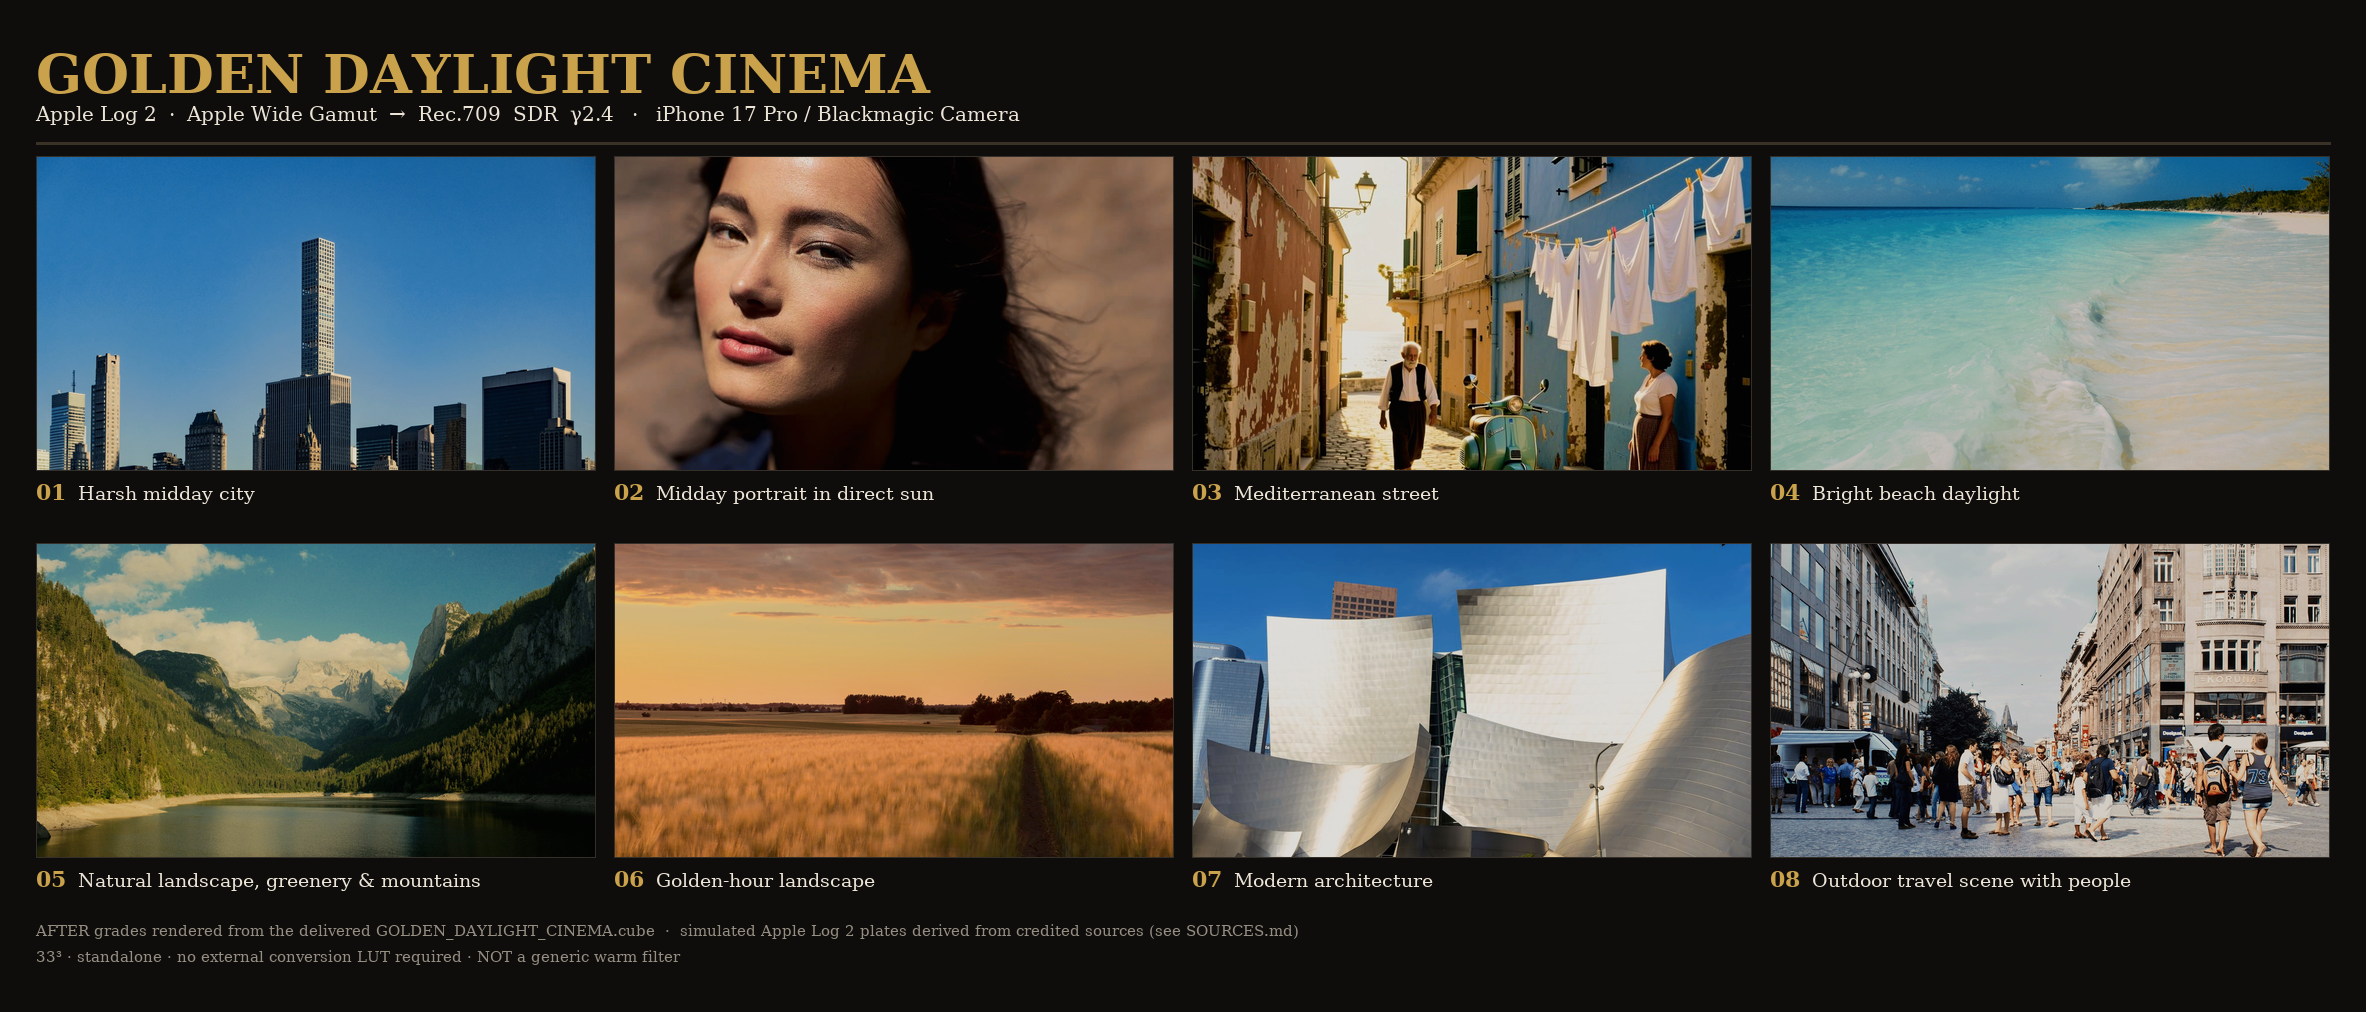 GOLDEN DAYLIGHT CINEMA
Apple Log 2 · Apple Wide Gamut → Rec.709 SDR γ2.4 · iPhone 17 Pro / Blackmagic Camera
01 Harsh midday city
02 Midday portrait in direct sun
03 Mediterranean street
04 Bright beach daylight
KORUNA
Desigual.
Desigual.
73
05 Natural landscape, greenery & mountains
06 Golden-hour landscape
07 Modern architecture
08 Outdoor travel scene with people
AFTER grades rendered from the delivered GOLDEN_DAYLIGHT_CINEMA.cube · simulated Apple Log 2 plates derived from credited sources (see SOURCES.md)
33³ · standalone · no external conversion LUT required · NOT a generic warm filter